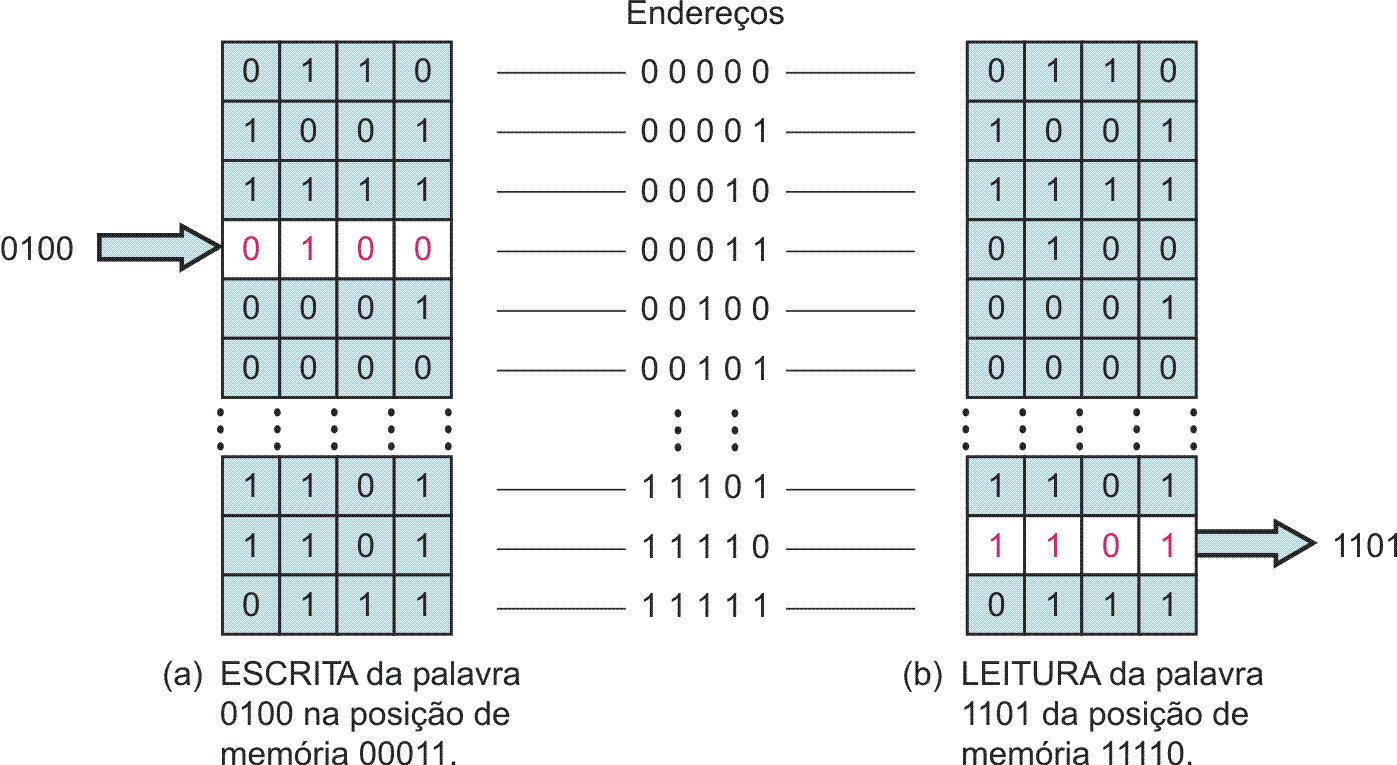 Endereços
0 1 1 0 0 0 0 0 0 0 1 1 0
1 0 0 1 0 0 0 0 1 1 0 0 1
1 1 1 1 0 0 0 1 0 1 1 1 1
0100 0 1 0 0 0 0 0 1 1 0 1 0 0
0 0 0 1 0 0 1 0 0 0 0 0 1
0 0 0 0 0 0 1 0 1 0 0 0 0
1 1 0 1 1 1 1 0 1 1 1 0 1
1 1 0 1 1 1 1 1 0 1 1 0 1 1101
0 1 1 1 1 1 1 1 1 0 1 1 1
(a) ESCRITA da palavra
0100 na posição de
memória 00011.
(b) LEITURA da palavra
1101 da posição de
memória 11110.